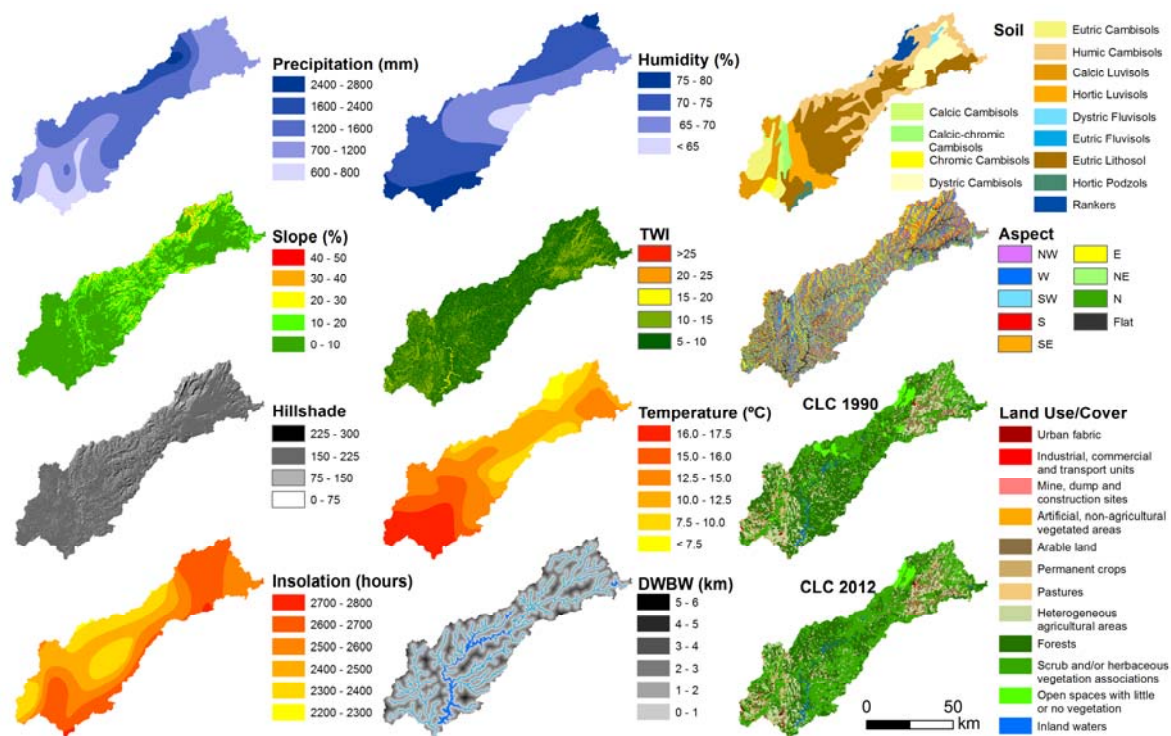 Precipitation (mm)
2400 - 2800
1600 - 2400
1200 - 1600
700 - 1200
600 - 800
Humidity (%)
75 - 80
70 - 75
65 - 70
< 65
Soil
Calcic Cambisols
Calcic-chromic
Cambisols
Chromic Cambisols
Dystric Cambisols
Eutric Cambisols
Humic Cambisols
Calcic Luvisols
Hortic Luvisols
Dystric Fluvisols
Eutric Fluvisols
Eutric Lithosol
Hortic Podzols
Rankers
Slope (%)
40 - 50
30 - 40
20 - 30
10 - 20
0 - 10
TWI
>25
20 - 25
15 - 20
10 - 15
5 - 10
Aspect
NW
W
SW
S
SE
E
NE
N
Flat
Hillshade
225 - 300
150 - 225
75 - 150
0 - 75
Temperature (ºC)
16.0 - 17.5
15.0 - 16.0
12.5 - 15.0
10.0 - 12.5
7.5 - 10.0
< 7.5
CLC 1990
Land Use/Cover
Urban fabric
Industrial, commercial
and transport units
Mine, dump and
construction sites
Artificial, non-agricultural
vegetated areas
Arable land
Permanent crops
Pastures
Heterogeneous
agricultural areas
Forests
Scrub and/or herbaceous
vegetation associations
Open spaces with little
or no vegetation
Inland waters
Insolation (hours)
2700 - 2800
2600 - 2700
2500 - 2600
2400 - 2500
2300 - 2400
2200 - 2300
DWBW (km)
5 - 6
4 - 5
3 - 4
2 - 3
1 - 2
0 - 1
CLC 2012
0 50
km